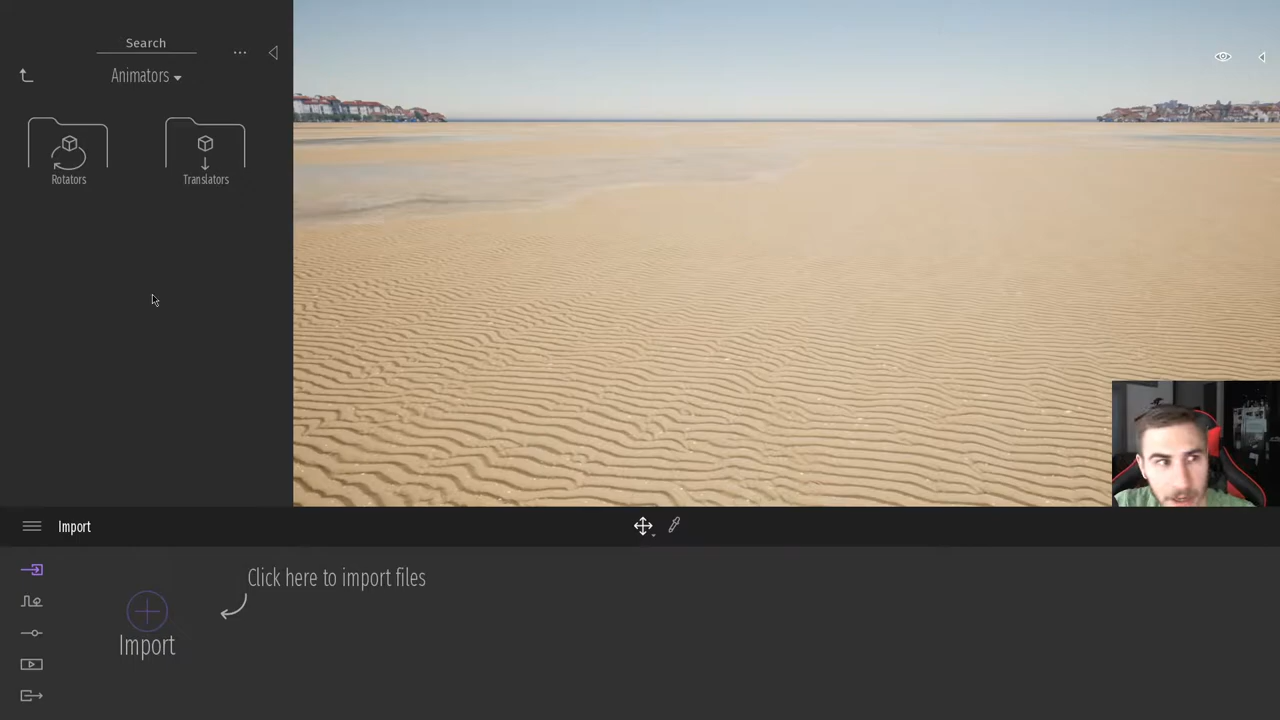 Search
Animators
Rotators
Translators
Import
Click here to import files
Import